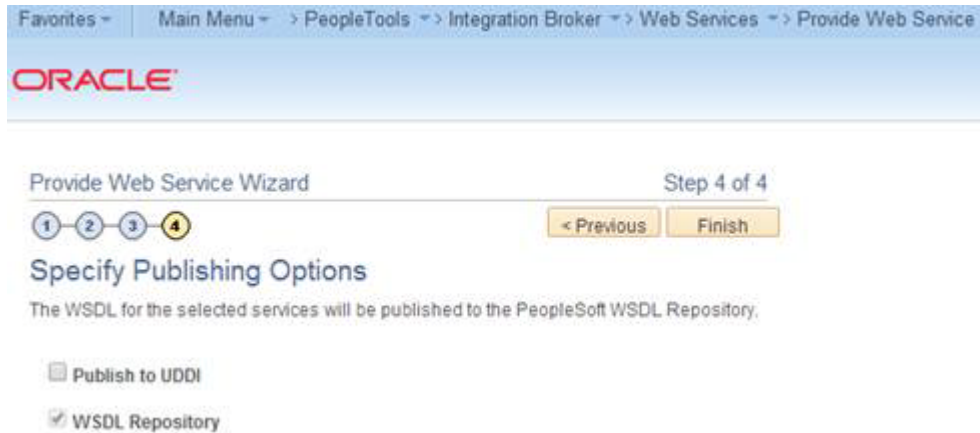 Favorites Main Menu > PeopleTools > Integration Broker > Web Services > Provide Web Service
ORACLE
Provide Web Service Wizard Step 4 of 4
1 2 3 4 < Previous Finish
Specify Publishing Options
The WSDL for the selected services will be published to the PeopleSoft WSDL Repository.
Publish to UDDI
WSDL Repository